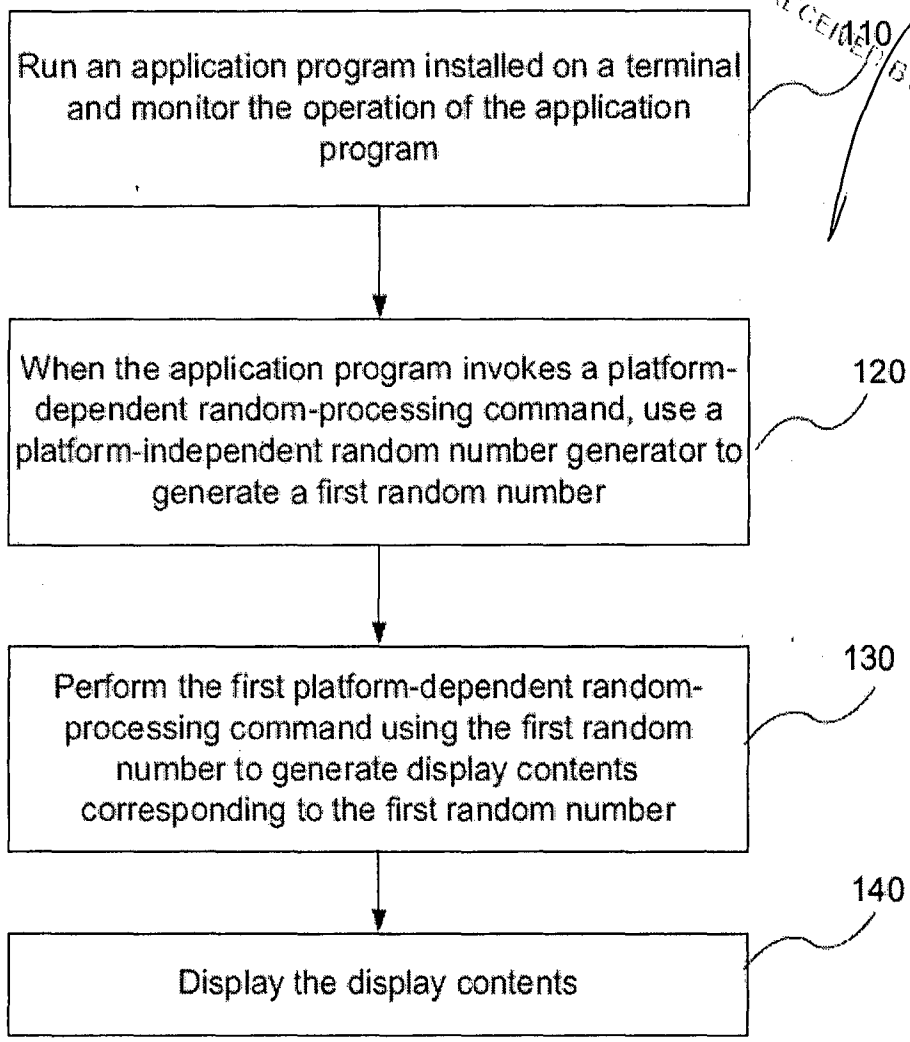 110
Run an application program installed on a terminal
and monitor the operation of the application
program
120
When the application program invokes a platform-
dependent random-processing command, use a
platform-independent random number generator to
generate a first random number
130
Perform the first platform-dependent random-
processing command using the first random
number to generate display contents
corresponding to the first random number
140
Display the display contents